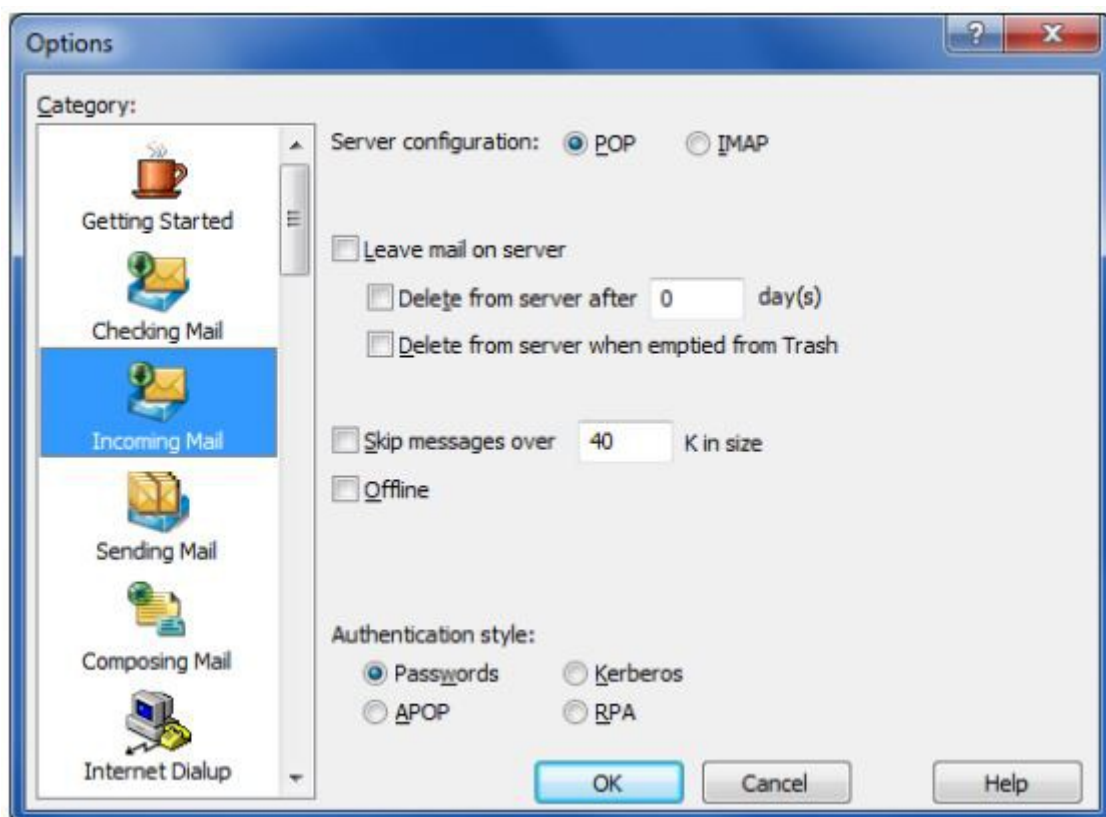 Options
Category:
Getting Started
Checking Mail
Incoming Mail
Sending Mail
Composing Mail
Internet Dialup
Server configuration: POP IMAP
Leave mail on server
Delete from server after 0 day(s)
Delete from server when emptied from Trash
Skip messages over 40 K in size
Offline
Authentication style:
Passwords Kerberos
APOP RPA
OK Cancel Help